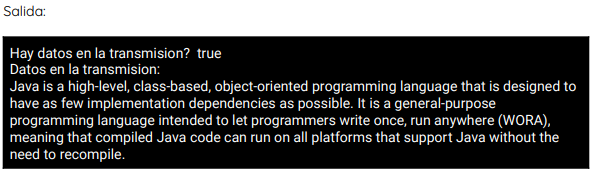 Salida:
Hay datos en la transmision?  true
Datos en la transmision:
Java is a high-level, class-based, object-oriented programming language that is designed to
have as few implementation dependencies as possible. It is a general-purpose
programming language intended to let programmers write once, run anywhere (WORA),
meaning that compiled Java code can run on all platforms that support Java without the
need to recompile.